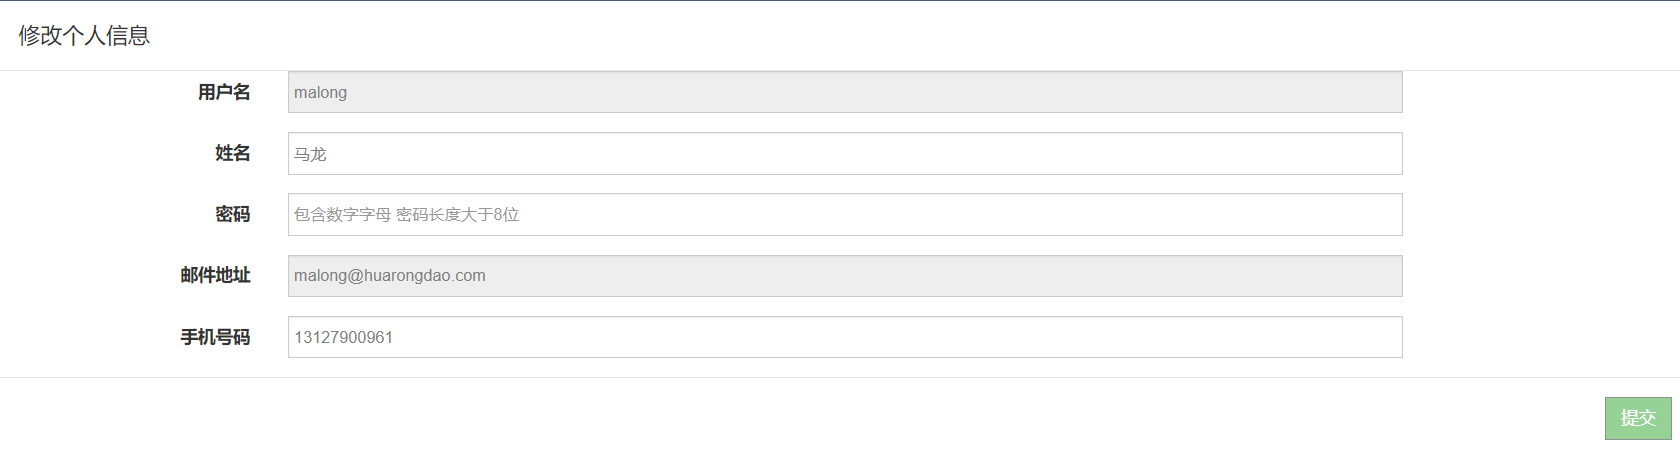 修改个人信息
用户名 malong
姓名 马龙
密码 包含数字字母 密码长度大于8位
邮件地址 malong@huarongdao.com
手机号码 13127900961
提交